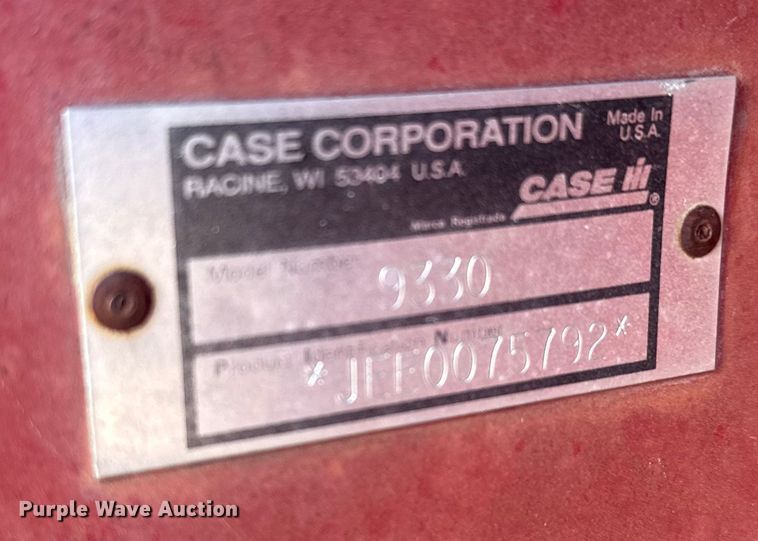 CASE CORPORATION
Made In
U.S.A.
RACINE, WI 53404 U.S.A.
CASE IH
®
Marca Registrada
Model Number
9330
Product Identification Number
*JEE0075792*
Purple Wave Auction